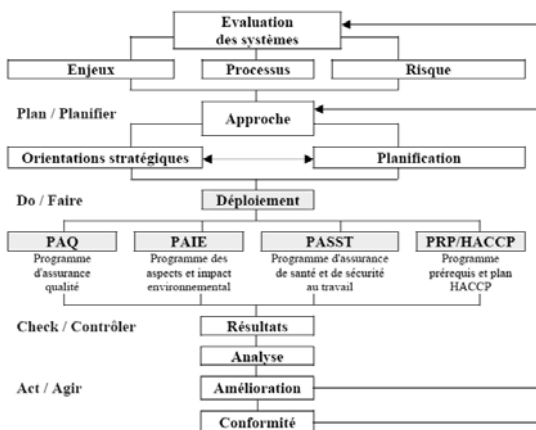 Evaluation
des systèmes
Enjeux
Processus
Risque
Plan / Planifier
Approche
Orientations stratégiques
Planification
Do / Faire
Déploiement
PAQ
Programme
d'assurance
qualité
PAIE
Programme des
aspects et impact
environnemental
PASST
Programme d'assurance
de santé et de sécurité
au travail
PRP/HACCP
Programme
prérequis et plan
HACCP
Check / Contrôler
Résultats
Analyse
Act / Agir
Amélioration
Conformité